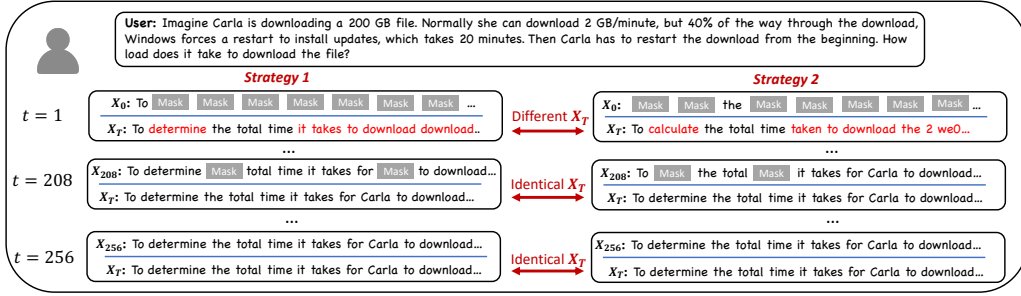 User: Imagine Carla is downloading a 200 GB file. Normally she can download 2 GB/minute, but 40% of the way through the download,
Windows forces a restart to install updates, which takes 20 minutes. Then Carla has to restart the download from the beginning. How
load does it take to download the file?
Strategy 1
Strategy 2
t = 1
X₀: To Mask Mask Mask Mask Mask Mask Mask ...
X_T: To determine the total time it takes to download download..
Different X_T
X₀: Mask Mask the Mask Mask Mask Mask Mask ...
X_T: To calculate the total time taken to download the 2 we0...
...
...
t = 208
X₂₀₈: To determine Mask total time it takes for Mask to download...
X_T: To determine the total time it takes for Carla to download...
Identical X_T
X₂₀₈: To Mask the total Mask it takes for Carla to download...
X_T: To determine the total time it takes for Carla to download...
...
...
t = 256
X₂₅₆: To determine the total time it takes for Carla to download...
X_T: To determine the total time it takes for Carla to download...
Identical X_T
X₂₅₆: To determine the total time it takes for Carla to download...
X_T: To determine the total time it takes for Carla to download...